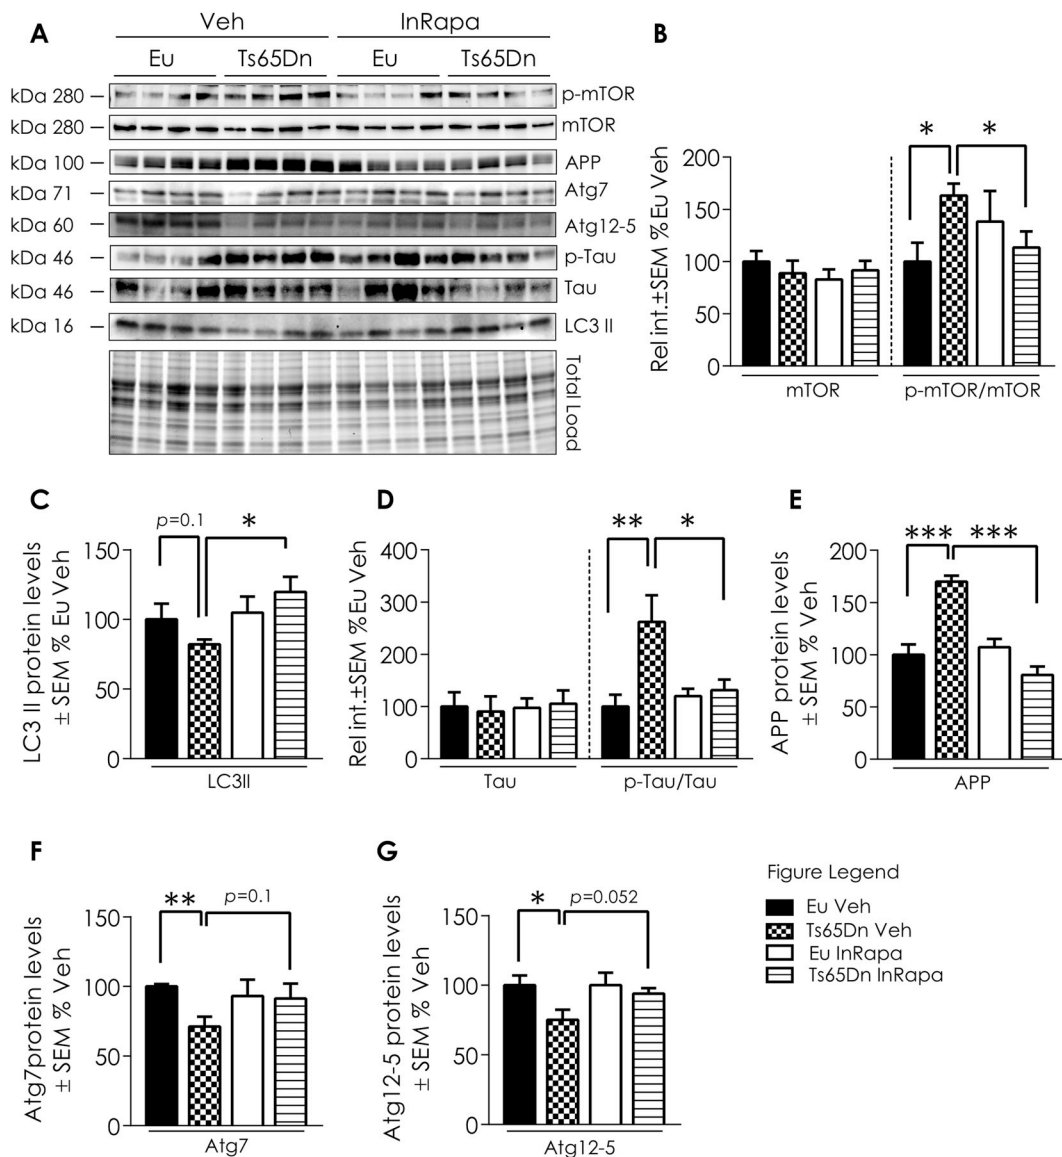 A
Veh InRapa
Eu Ts65Dn Eu Ts65Dn
kDa 280 p-mTOR
kDa 280 mTOR
kDa 100 APP
kDa 71 Atg7
kDa 60 Atg12-5
kDa 46 p-Tau
kDa 46 Tau
kDa 16 LC3 II
Total Load
B
Rel int.±SEM % Eu Veh
200
150
100
50
0
* *
mTOR p-mTOR/mTOR
C
LC3 II protein levels
± SEM % Eu Veh
150
100
50
0
p=0.1 *
LC3II
D
Rel int.±SEM % Eu Veh
400
300
200
100
0
** *
Tau p-Tau/Tau
E
APP protein levels
± SEM % Veh
200
150
100
50
0
*** ***
APP
F
Atg7protein levels
± SEM % Veh
150
100
50
0
** p=0.1
Atg7
G
Atg12-5 protein levels
± SEM % Veh
150
100
50
0
* p=0.052
Atg12-5
Figure Legend
Eu Veh
Ts65Dn Veh
Eu InRapa
Ts65Dn InRapa